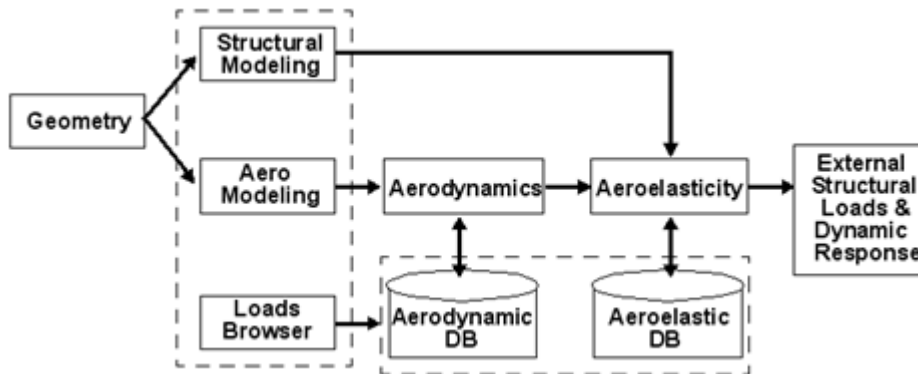 Structural
Modeling
Geometry
Aero
Modeling
Aerodynamics
Aeroelasticity
External
Structural
Loads &
Dynamic
Response
Loads
Browser
Aerodynamic
DB
Aeroelastic
DB